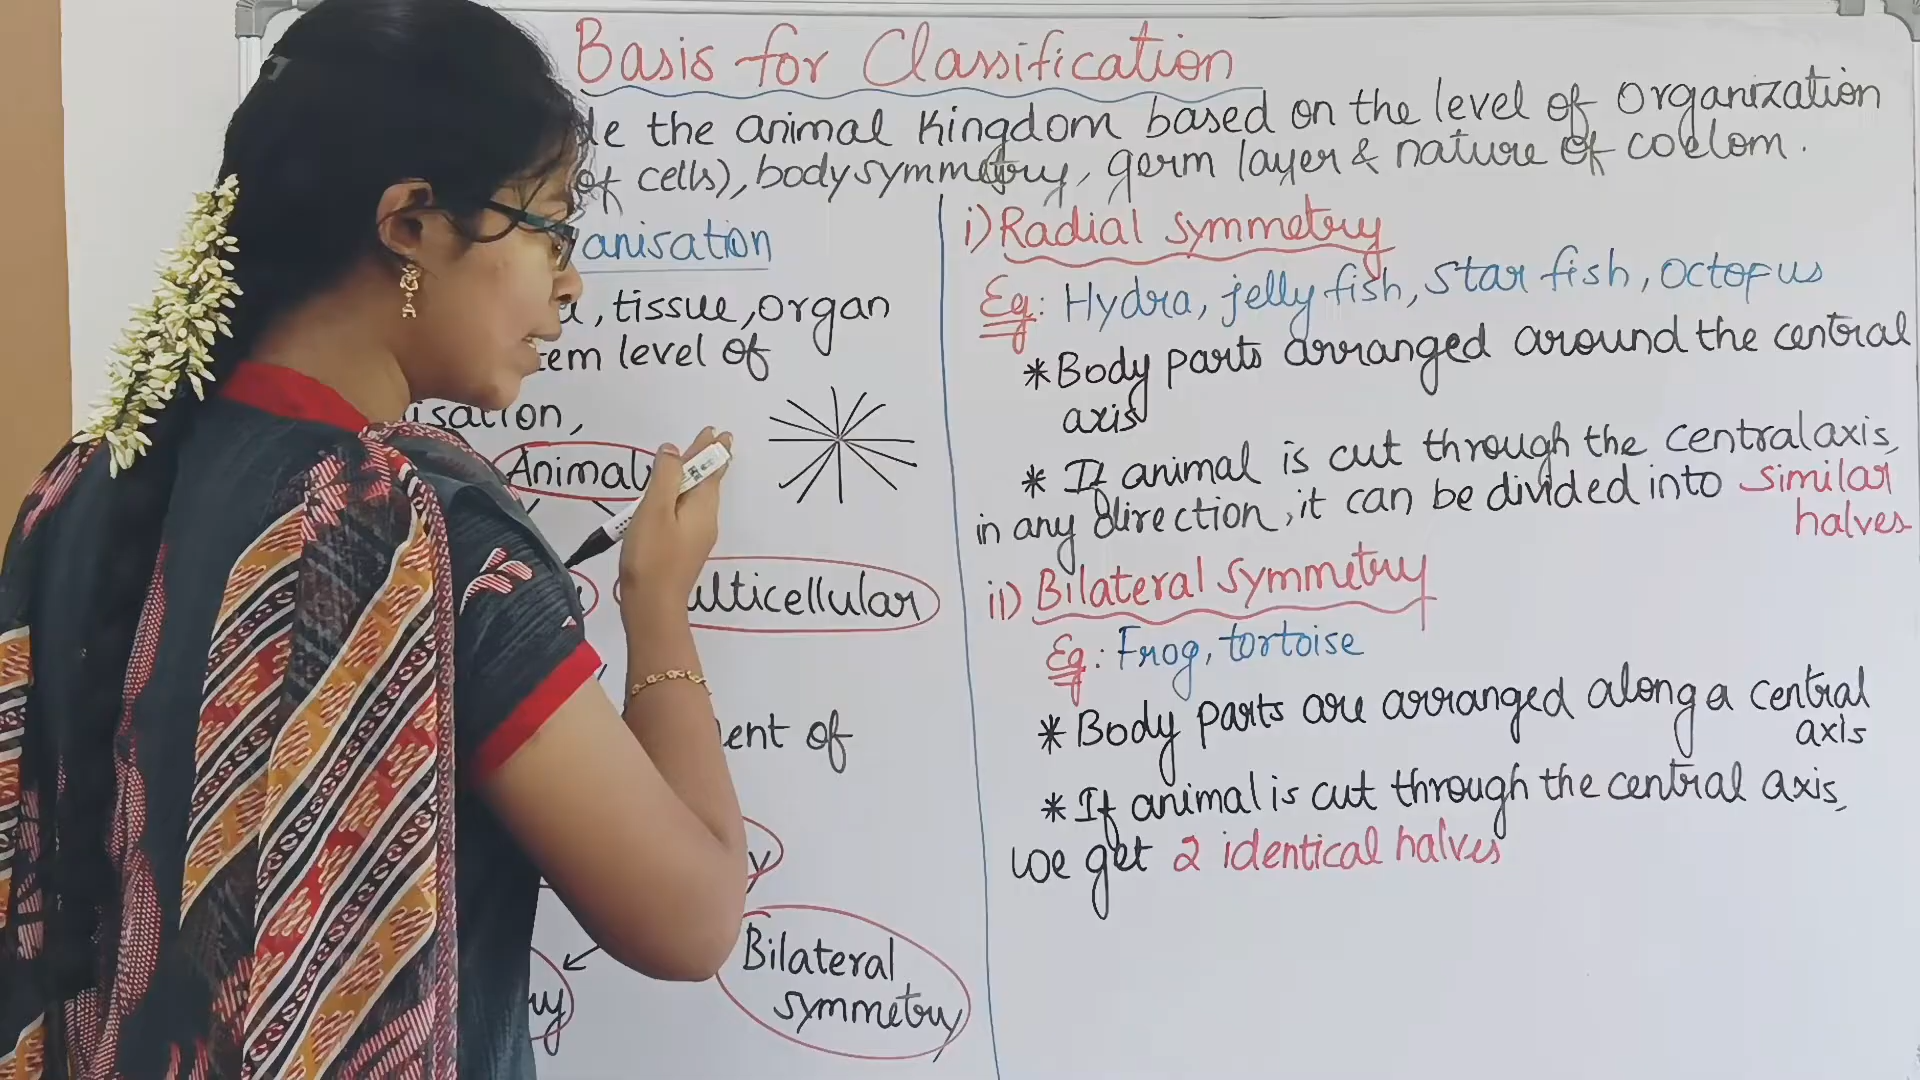 Basis for Classification
the animal Kingdom based on the level of organization
of cells), body symmetry, germ layer & nature of coelom.
anisation
, tissue, organ
tem level of
isation,
Animal
ulticellular
ent of
y
Bilateral
symmetry
ry
i) Radial symmetry
Eg: Hydra, jelly fish, star fish, octopus
* Body parts arranged around the central
axis
* If animal is cut through the central axis,
in any direction, it can be divided into similar
halves
ii) Bilateral symmetry
Eg: Frog, tortoise
* Body parts are arranged along a central
axis
* If animal is cut through the central axis,
we get 2 identical halves